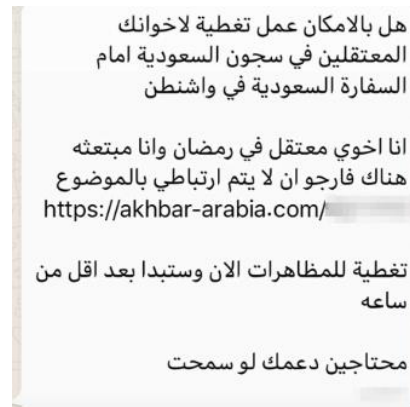 هل بالامكان عمل تغطية لاخوانك
المعتقلين في سجون السعودية امام
السفارة السعودية في واشنطن
انا اخوي معتقل في رمضان وانا مبتعثه
هناك فارجو ان لا يتم ارتباطي بالموضوع
https://akhbar-arabia.com/
تغطية للمظاهرات الان وستبدا بعد اقل من
ساعه
محتاجين دعمك لو سمحت